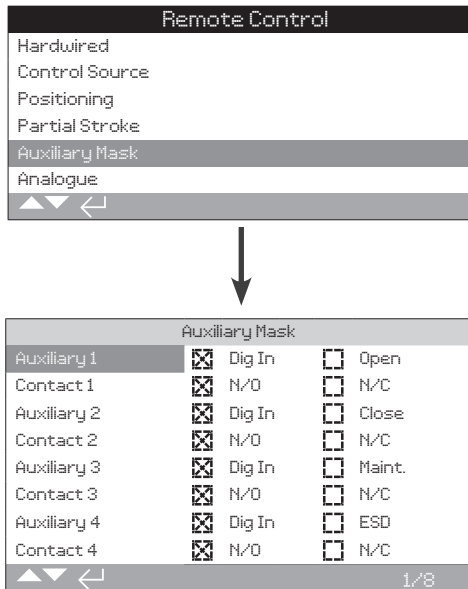 Remote Control
Hardwired
Control Source
Positioning
Partial Stroke
Auxiliary Mask
Analogue
Auxiliary Mask
Auxiliary 1 Dig In Open
Contact 1 N/O N/C
Auxiliary 2 Dig In Close
Contact 2 N/O N/C
Auxiliary 3 Dig In Maint.
Contact 3 N/O N/C
Auxiliary 4 Dig In ESD
Contact 4 N/O N/C
1/8